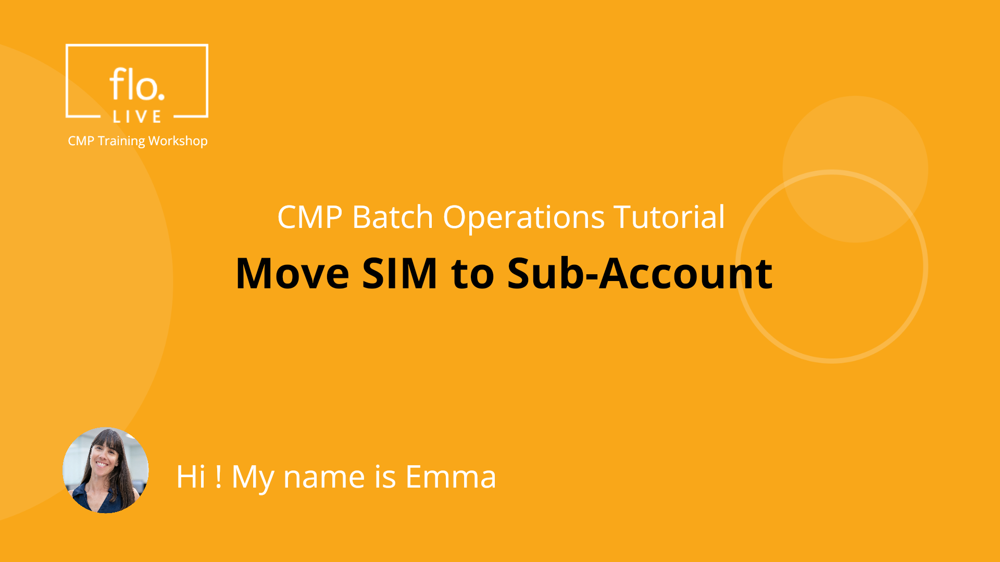 flo.
LIVE
CMP Training Workshop
CMP Batch Operations Tutorial
Move SIM to Sub-Account
Hi ! My name is Emma